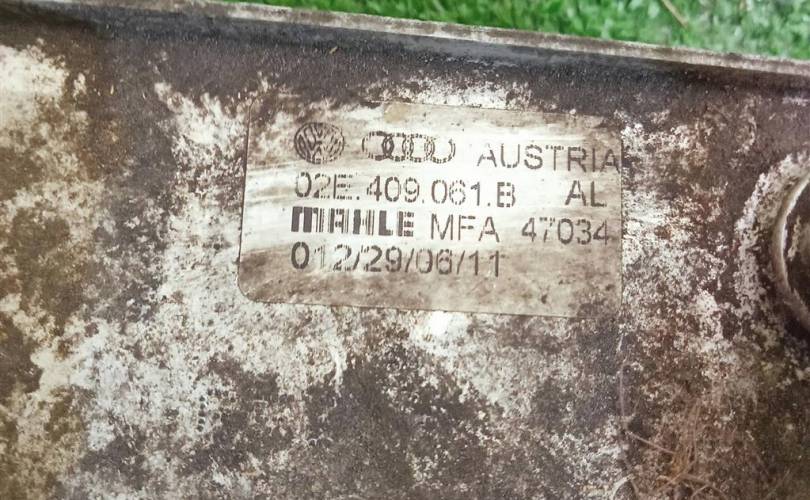 AUSTRIA
02E.409.061.B AL
MAHLE MFA 47034
012/29/06/11